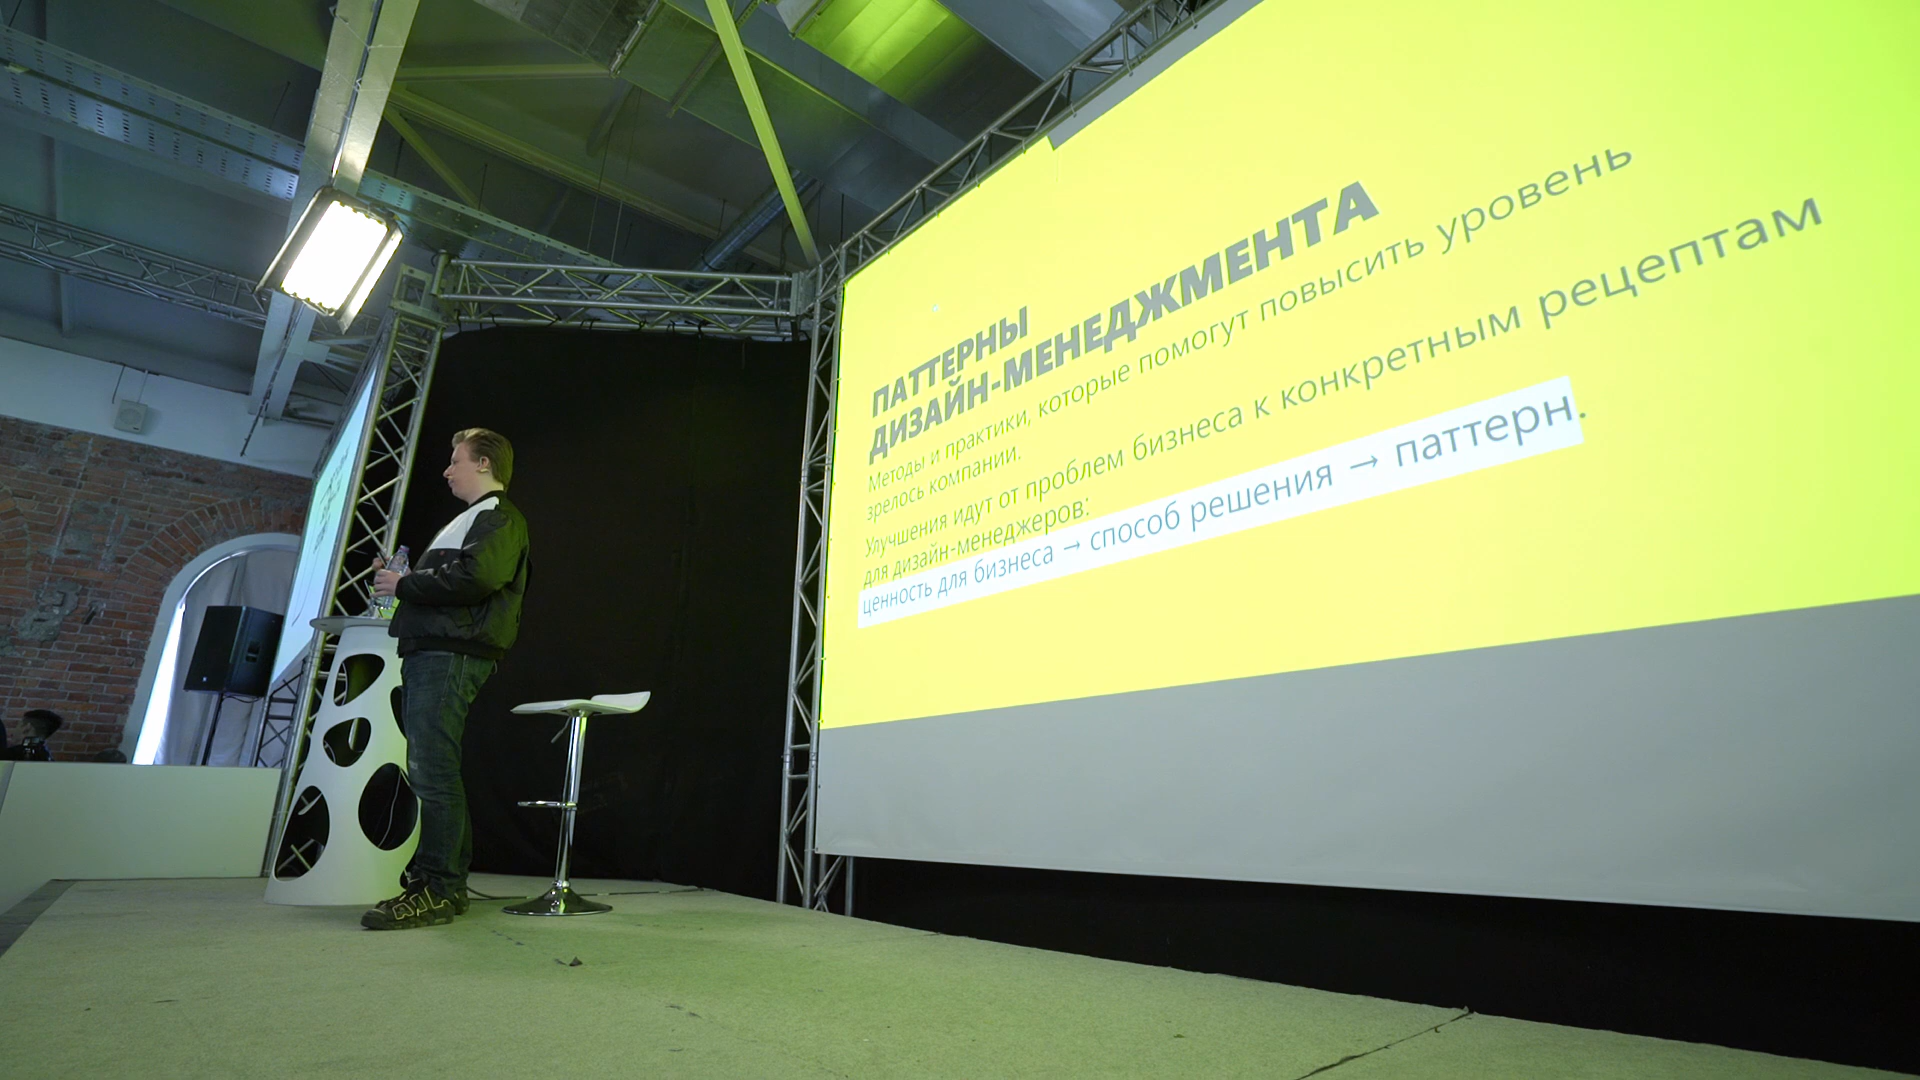 ПАТТЕРНЫ
ДИЗАЙН-МЕНЕДЖМЕНТА
Методы и практики, которые помогут повысить уровень
зрелось компании.
Улучшения идут от проблем бизнеса к конкретным рецептам
для дизайн-менеджеров:
ценность для бизнеса → способ решения → паттерн.